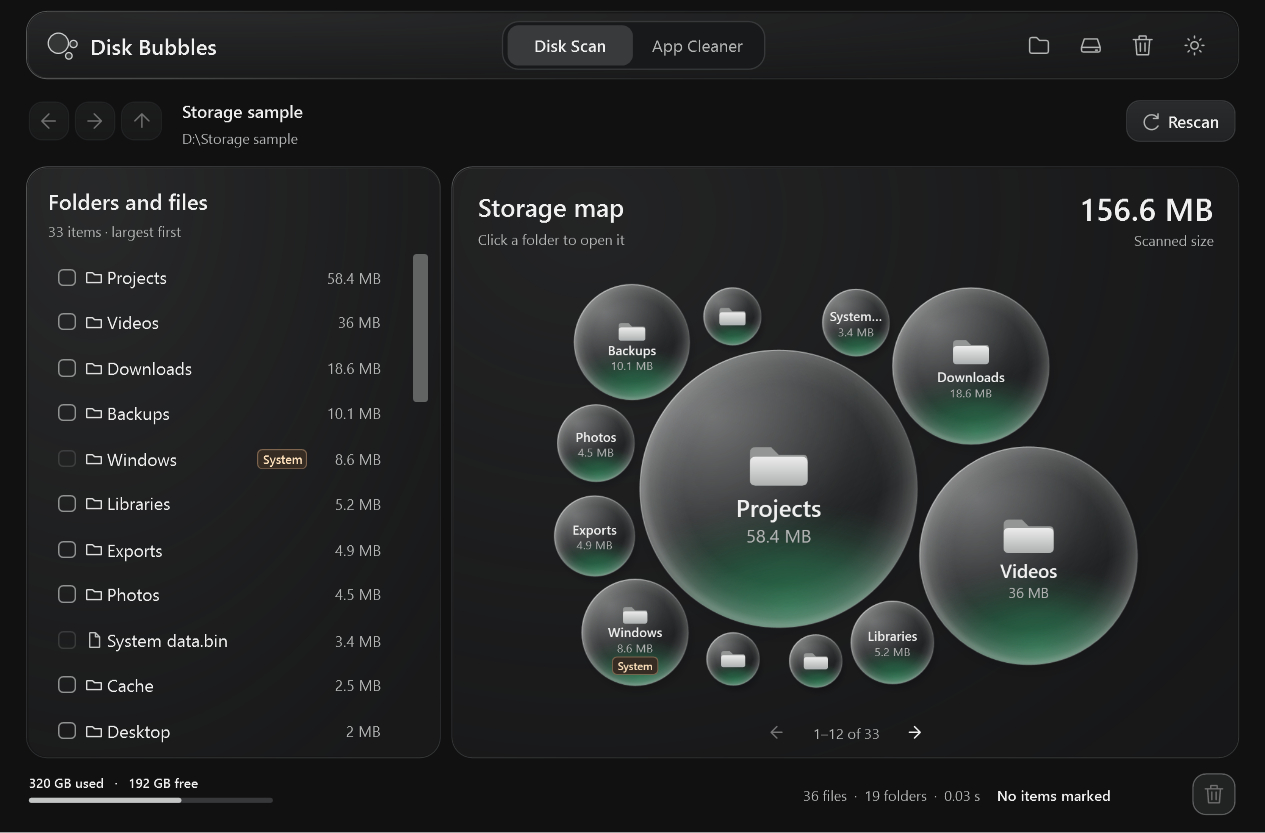 Disk Bubbles
Disk Scan
App Cleaner
Storage sample
D:\Storage sample
Rescan
Folders and files
33 items · largest first
Projects 58.4 MB
Videos 36 MB
Downloads 18.6 MB
Backups 10.1 MB
Windows System 8.6 MB
Libraries 5.2 MB
Exports 4.9 MB
Photos 4.5 MB
System data.bin 3.4 MB
Cache 2.5 MB
Desktop 2 MB
Storage map
Click a folder to open it
156.6 MB
Scanned size
Backups
10.1 MB
System...
3.4 MB
Downloads
18.6 MB
Photos
4.5 MB
Projects
58.4 MB
Exports
4.9 MB
Videos
36 MB
Windows
8.6 MB
System
Libraries
5.2 MB
1–12 of 33
320 GB used · 192 GB free
36 files · 19 folders · 0.03 s No items marked